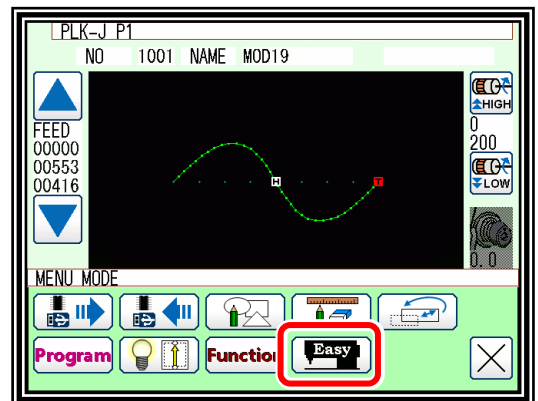 PLK-J P1
NO 1001 NAME MOD19
HIGH
FEED
00000
00553
00416
0
200
LOW
H
T
0.0
MENU MODE
Program
Function
Easy